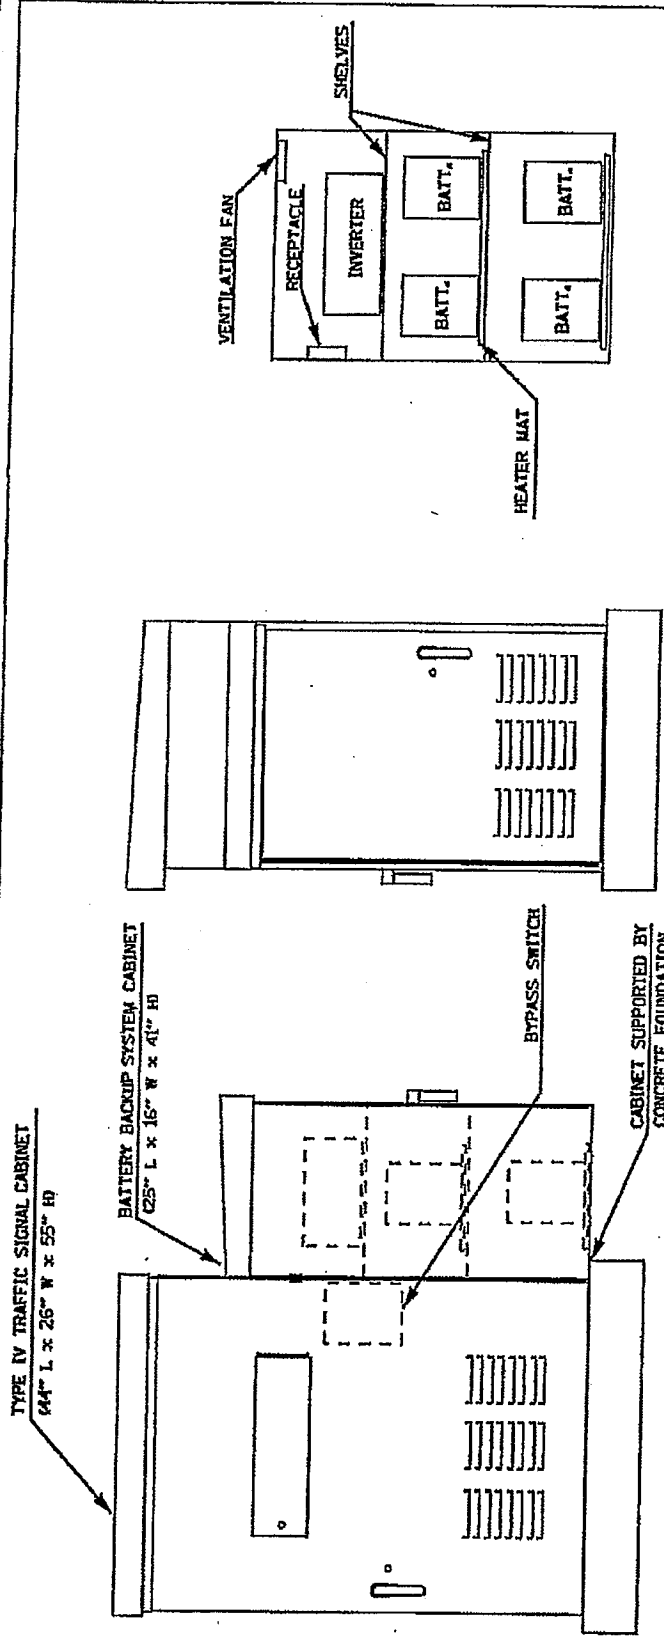 TYPE IV TRAFFIC SIGNAL CABINET
(44" L x 26" W x 55" H)
BATTERY BACKUP SYSTEM CABINET
(25" L x 16" W x 41" H)
BYPASS SWITCH
CABINET SUPPORTED BY
CONCRETE FOUNDATION
VENTILATION FAN
RECEPTACLE
SHELVES
INVERTER
BATT.
BATT.
BATT.
BATT.
HEATER MAT